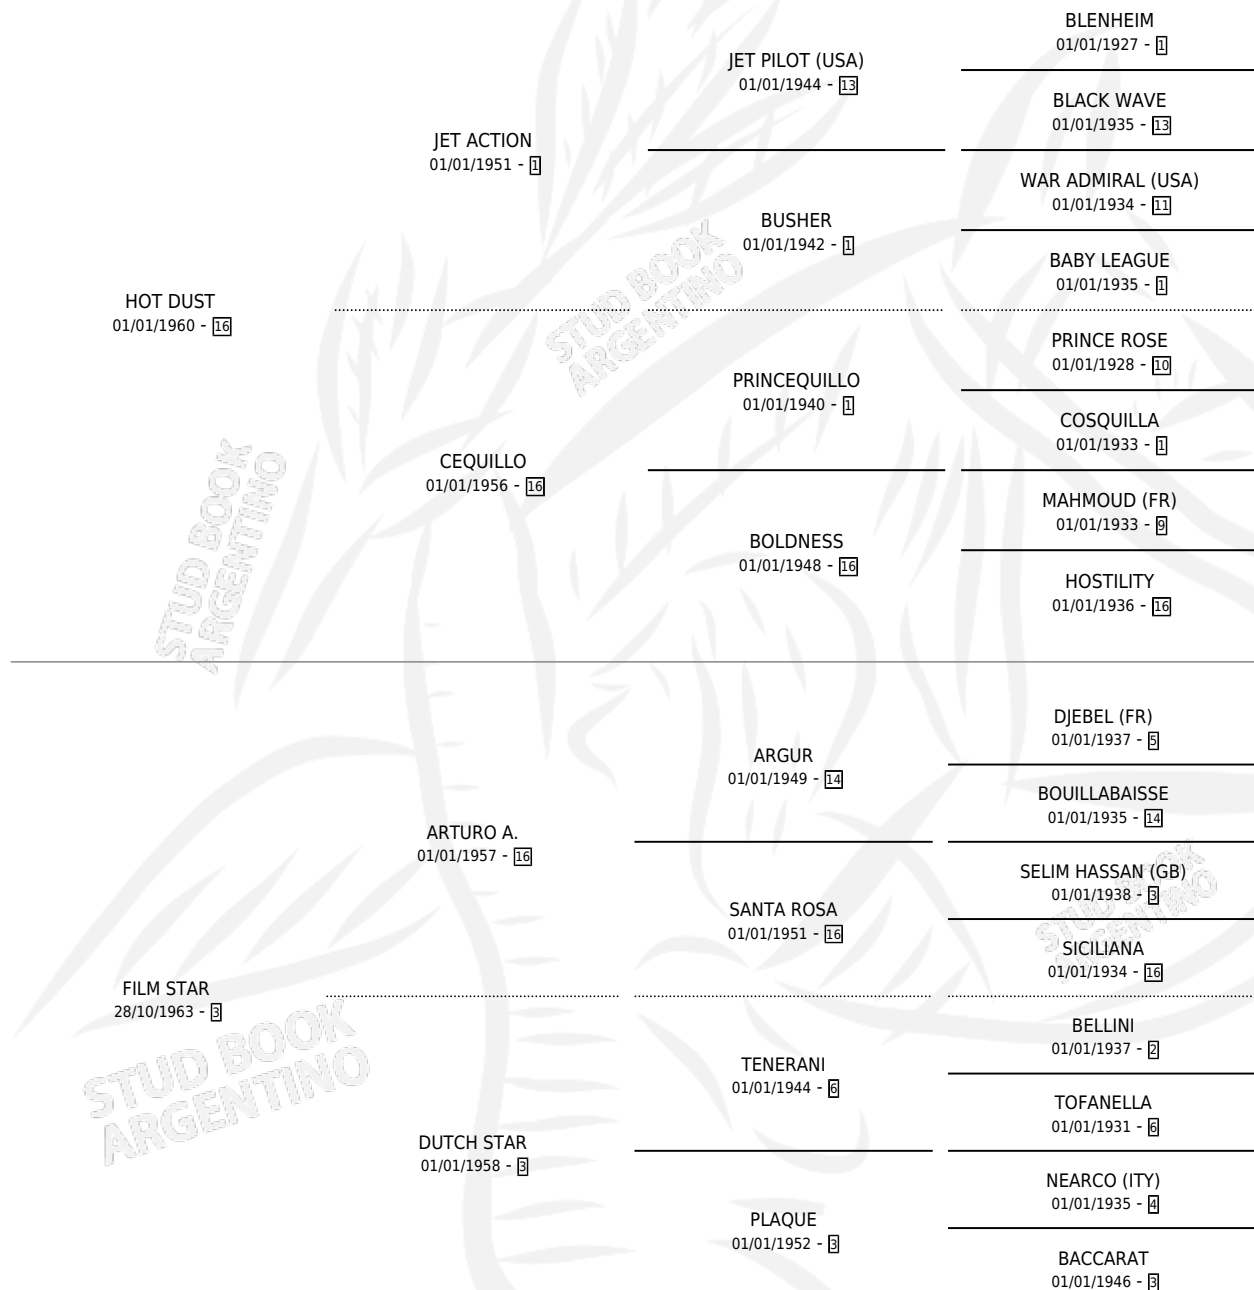 BLENHEIM
01/01/1927 - 1
JET PILOT (USA)
01/01/1944 - 13
BLACK WAVE
01/01/1935 - 13
JET ACTION
01/01/1951 - 1
WAR ADMIRAL (USA)
01/01/1934 - 11
BUSHER
01/01/1942 - 1
BABY LEAGUE
01/01/1935 - 1
HOT DUST
01/01/1960 - 16
PRINCE ROSE
01/01/1928 - 10
PRINCEQUILLO
01/01/1940 - 1
COSQUILLA
01/01/1933 - 1
CEQUILLO
01/01/1956 - 16
MAHMOUD (FR)
01/01/1933 - 9
BOLDNESS
01/01/1948 - 16
HOSTILITY
01/01/1936 - 16
DJEBEL (FR)
01/01/1937 - 5
ARGUR
01/01/1949 - 14
BOUILLABAISSE
01/01/1935 - 14
ARTURO A.
01/01/1957 - 16
SELIM HASSAN (GB)
01/01/1938 - 3
SANTA ROSA
01/01/1951 - 16
SICILIANA
01/01/1934 - 16
FILM STAR
28/10/1963 - 3
BELLINI
01/01/1937 - 2
TENERANI
01/01/1944 - 6
TOFANELLA
01/01/1931 - 6
DUTCH STAR
01/01/1958 - 3
NEARCO (ITY)
01/01/1935 - 4
PLAQUE
01/01/1952 - 3
BACCARAT
01/01/1946 - 3
STUD BOOK
ARGENTINO
STUD BOOK
ARGENTINO
STUD BOOK
ARGENTINO
STUD BOOK
ARGENTINO